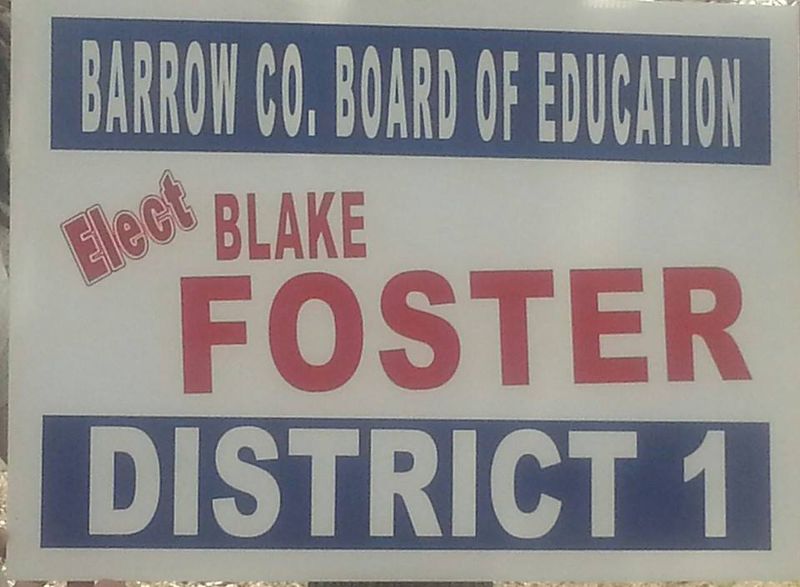 BARROW CO. BOARD OF EDUCATION
Elect BLAKE
FOSTER
DISTRICT 1